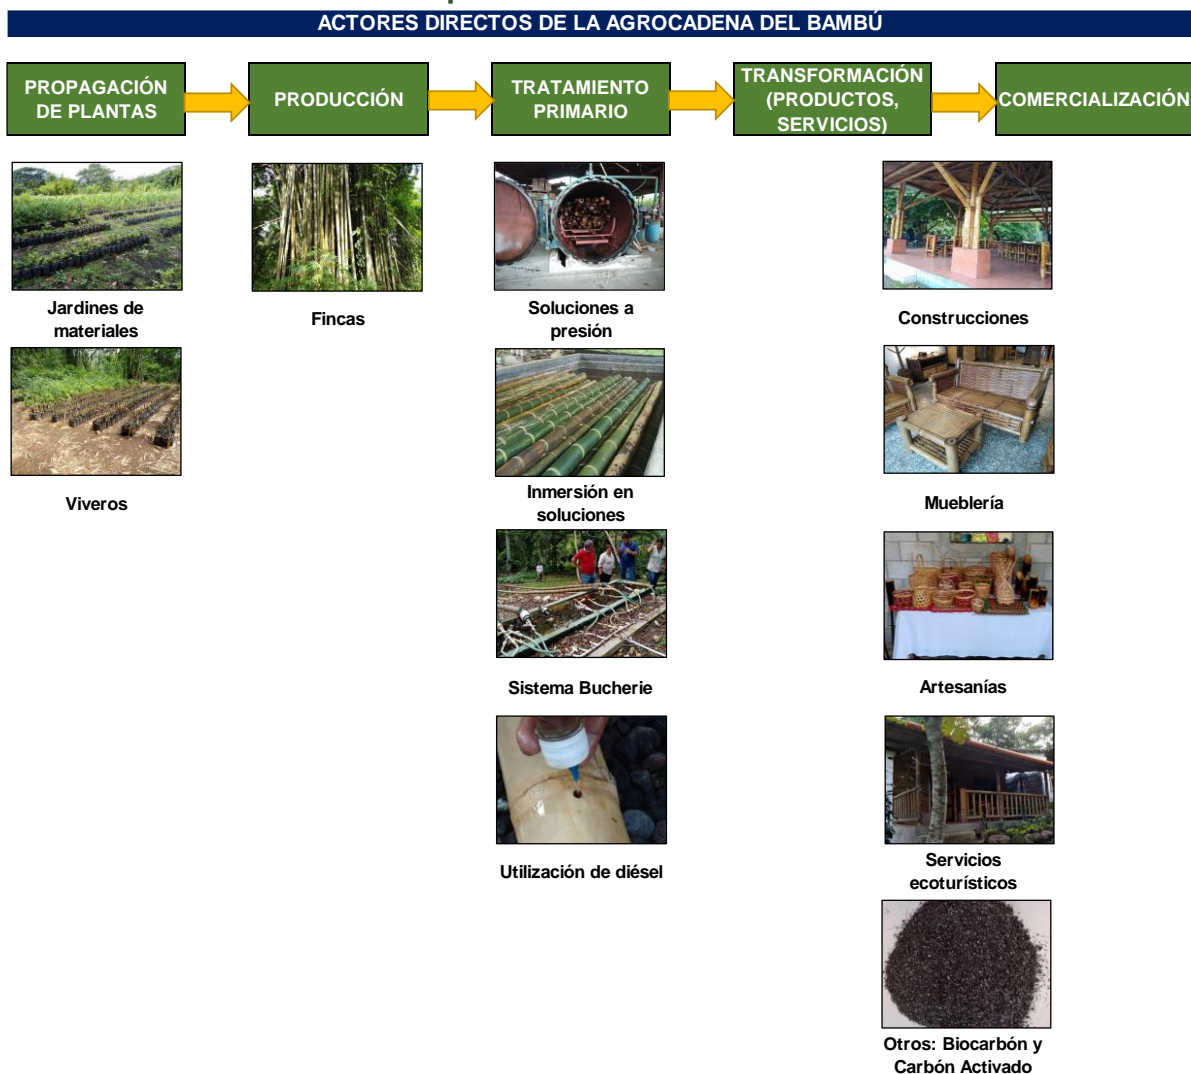 ACTORES DIRECTOS DE LA AGROCADENA DEL BAMBÚ
PROPAGACIÓN
DE PLANTAS
PRODUCCIÓN
TRATAMIENTO
PRIMARIO
TRANSFORMACIÓN
(PRODUCTOS,
SERVICIOS)
COMERCIALIZACIÓN
Jardines de
materiales
Viveros
Fincas
Soluciones a
presión
Inmersión en
soluciones
Sistema Bucherie
Utilización de diésel
Construcciones
Mueblería
Artesanías
Servicios
ecoturísticos
Otros: Biocarbón y
Carbón Activado